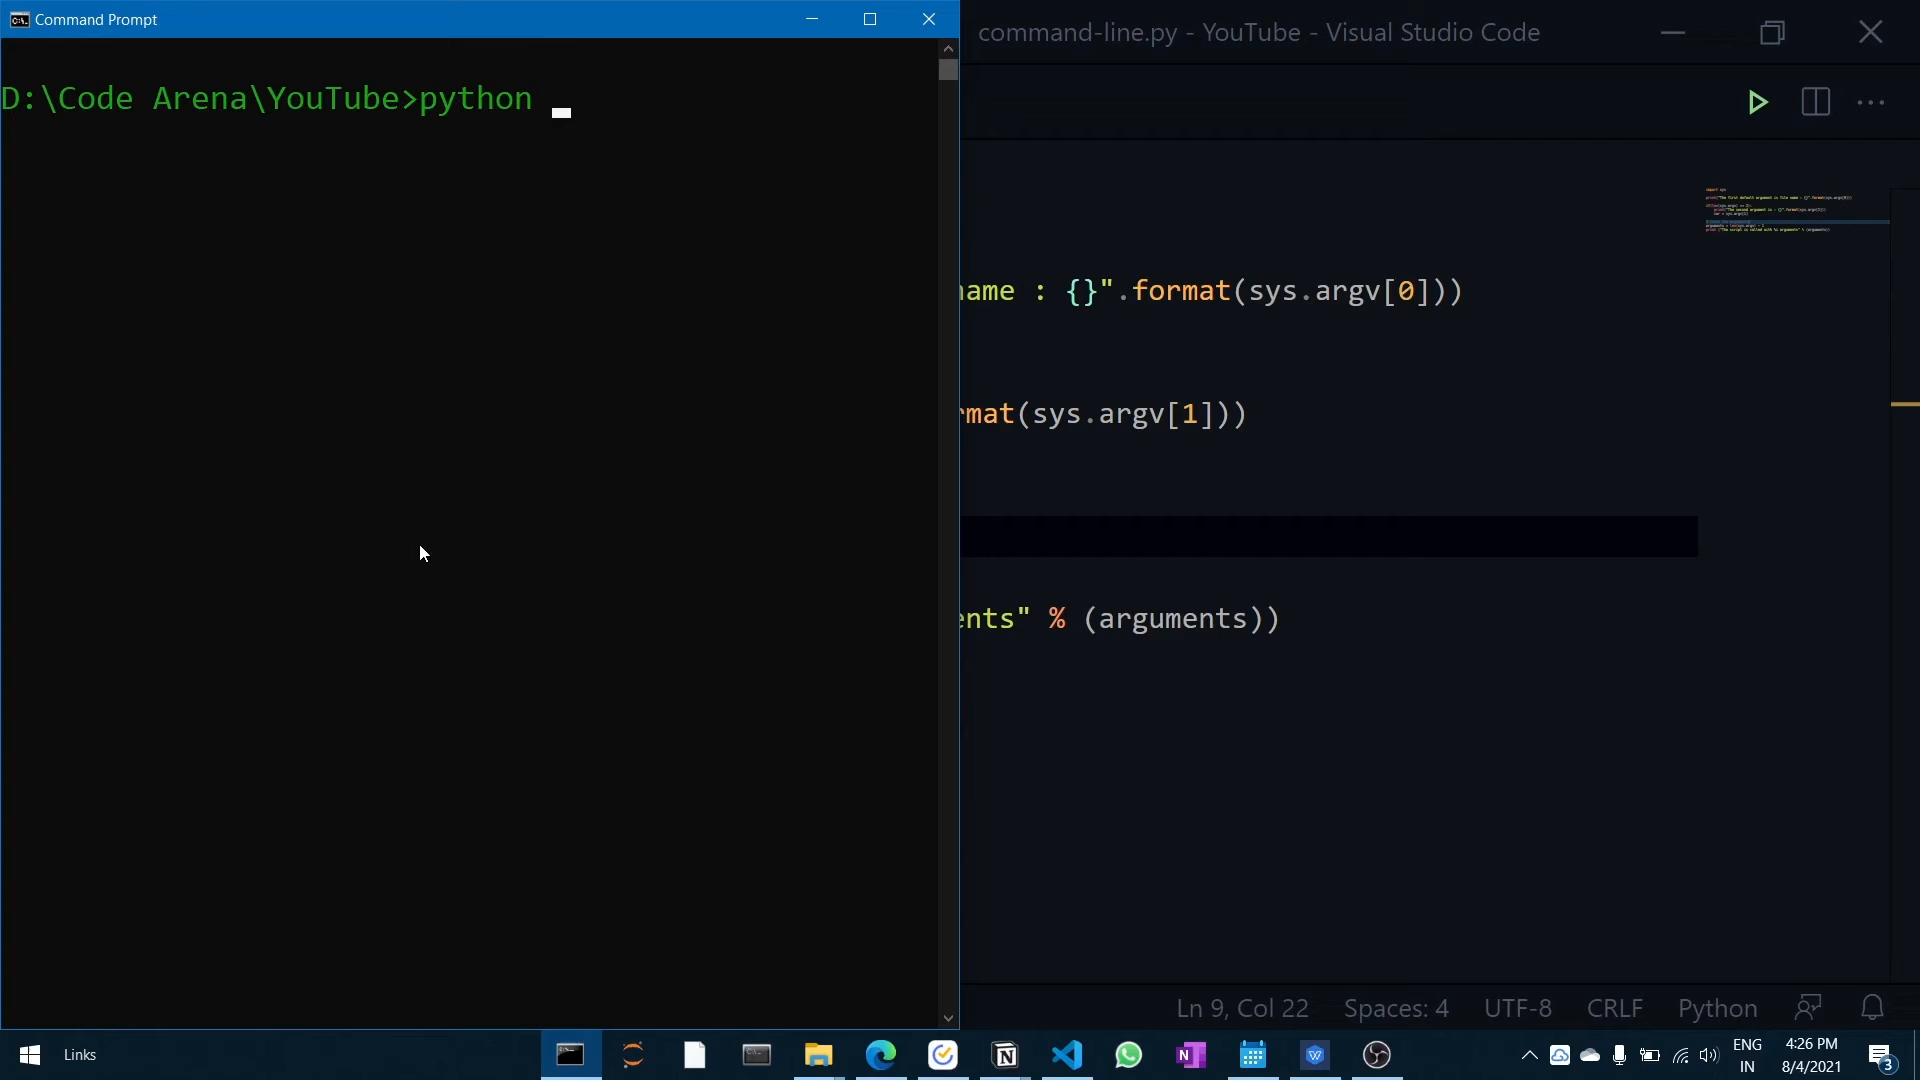 Command Prompt
D:\Code Arena\YouTube>python
command-line.py - YouTube - Visual Studio Code
name : {}".format(sys.argv[0]))
rmat(sys.argv[1]))
ents" % (arguments))
Ln 9, Col 22 Spaces: 4 UTF-8 CRLF Python
Links
ENG
IN
4:26 PM
8/4/2021
3